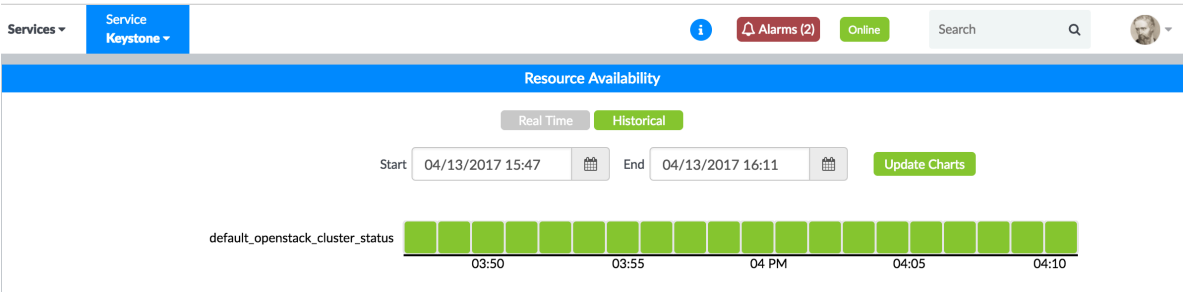 Services
Service
Keystone
Alarms (2)
Online
Search
Resource Availability
Real Time
Historical
Start
04/13/2017 15:47
End
04/13/2017 16:11
Update Charts
default_openstack_cluster_status
03:50
03:55
04 PM
04:05
04:10